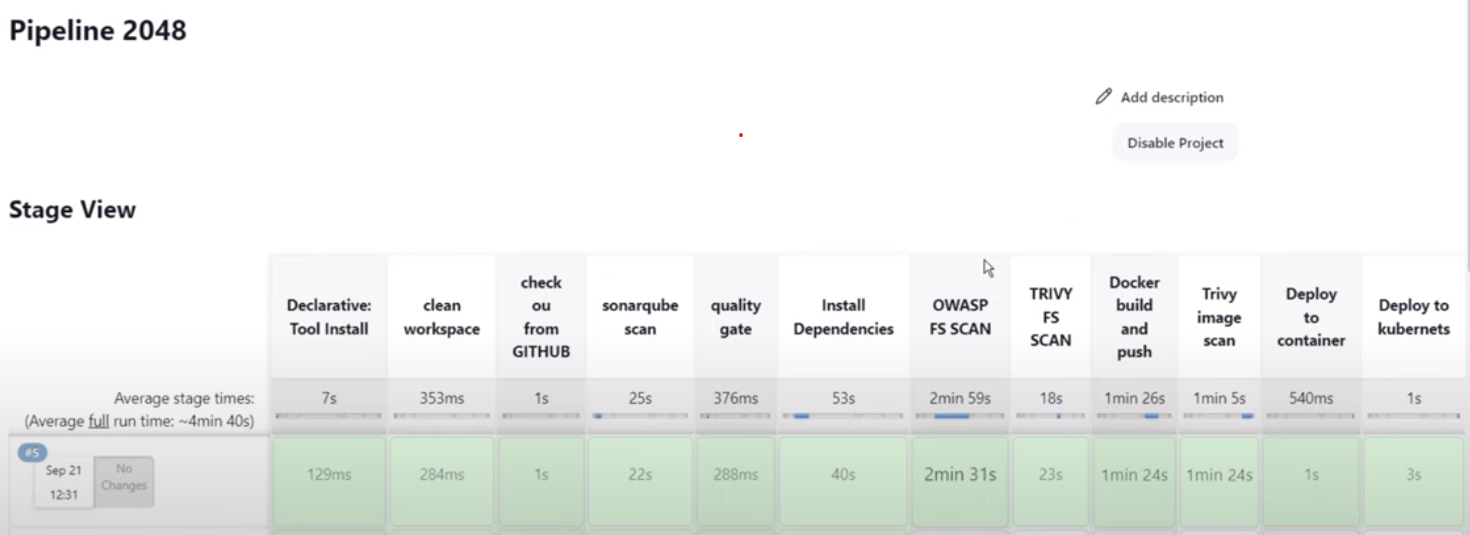 Pipeline 2048
Add description
Disable Project
Stage View
Declarative:
Tool Install
clean
workspace
check
ou
from
GITHUB
sonarqube
scan
quality
gate
Install
Dependencies
OWASP
FS SCAN
TRIVY
FS
SCAN
Docker
build
and
push
Trivy
image
scan
Deploy
to
container
Deploy to
kubernets
Average stage times:
(Average full run time: ~4min 40s)
7s
353ms
1s
25s
376ms
53s
2min 59s
18s
1min 26s
1min 5s
540ms
1s
#5
Sep 21
12:31
No
Changes
129ms
284ms
1s
22s
288ms
40s
2min 31s
23s
1min 24s
1min 24s
1s
3s